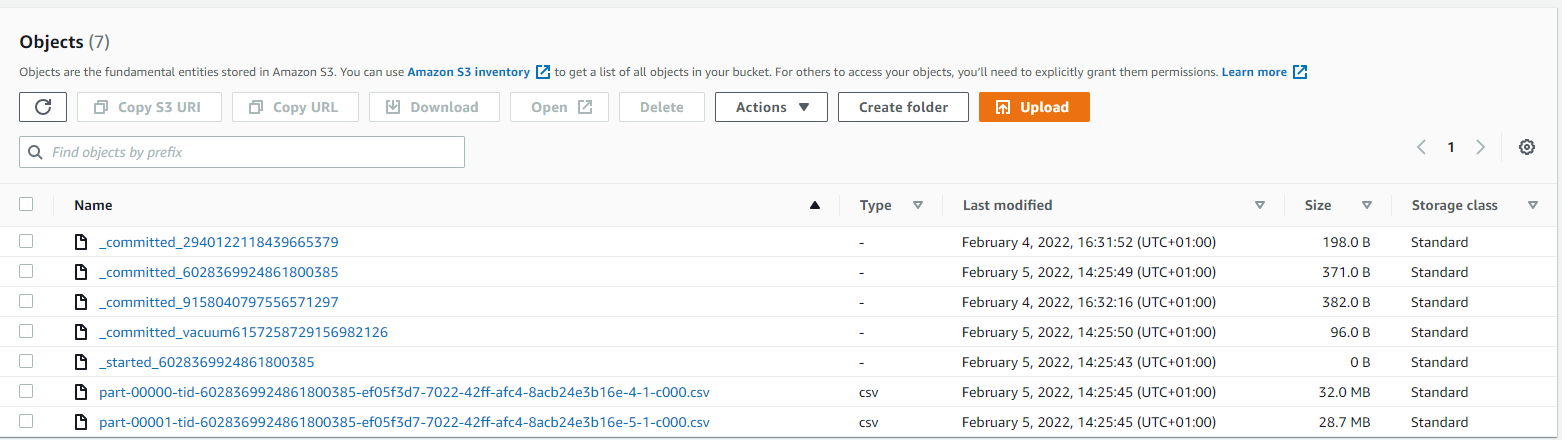 Objects (7)
Objects are the fundamental entities stored in Amazon S3. You can use Amazon S3 inventory to get a list of all objects in your bucket. For others to access your objects, you'll need to explicitly grant them permissions. Learn more
Copy S3 URI Copy URL Download Open Delete Actions Create folder Upload
Find objects by prefix 1
Name Type Last modified Size Storage class
_committed_2940122118439665379 - February 4, 2022, 16:31:52 (UTC+01:00) 198.0 B Standard
_committed_6028369924861800385 - February 5, 2022, 14:25:49 (UTC+01:00) 371.0 B Standard
_committed_9158040797556571297 - February 4, 2022, 16:32:16 (UTC+01:00) 382.0 B Standard
_committed_vacuum6157258729156982126 - February 5, 2022, 14:25:50 (UTC+01:00) 96.0 B Standard
_started_6028369924861800385 - February 5, 2022, 14:25:43 (UTC+01:00) 0 B Standard
part-00000-tid-6028369924861800385-ef05f3d7-7022-42ff-afc4-8acb24e3b16e-4-1-c000.csv csv February 5, 2022, 14:25:45 (UTC+01:00) 32.0 MB Standard
part-00001-tid-6028369924861800385-ef05f3d7-7022-42ff-afc4-8acb24e3b16e-5-1-c000.csv csv February 5, 2022, 14:25:45 (UTC+01:00) 28.7 MB Standard